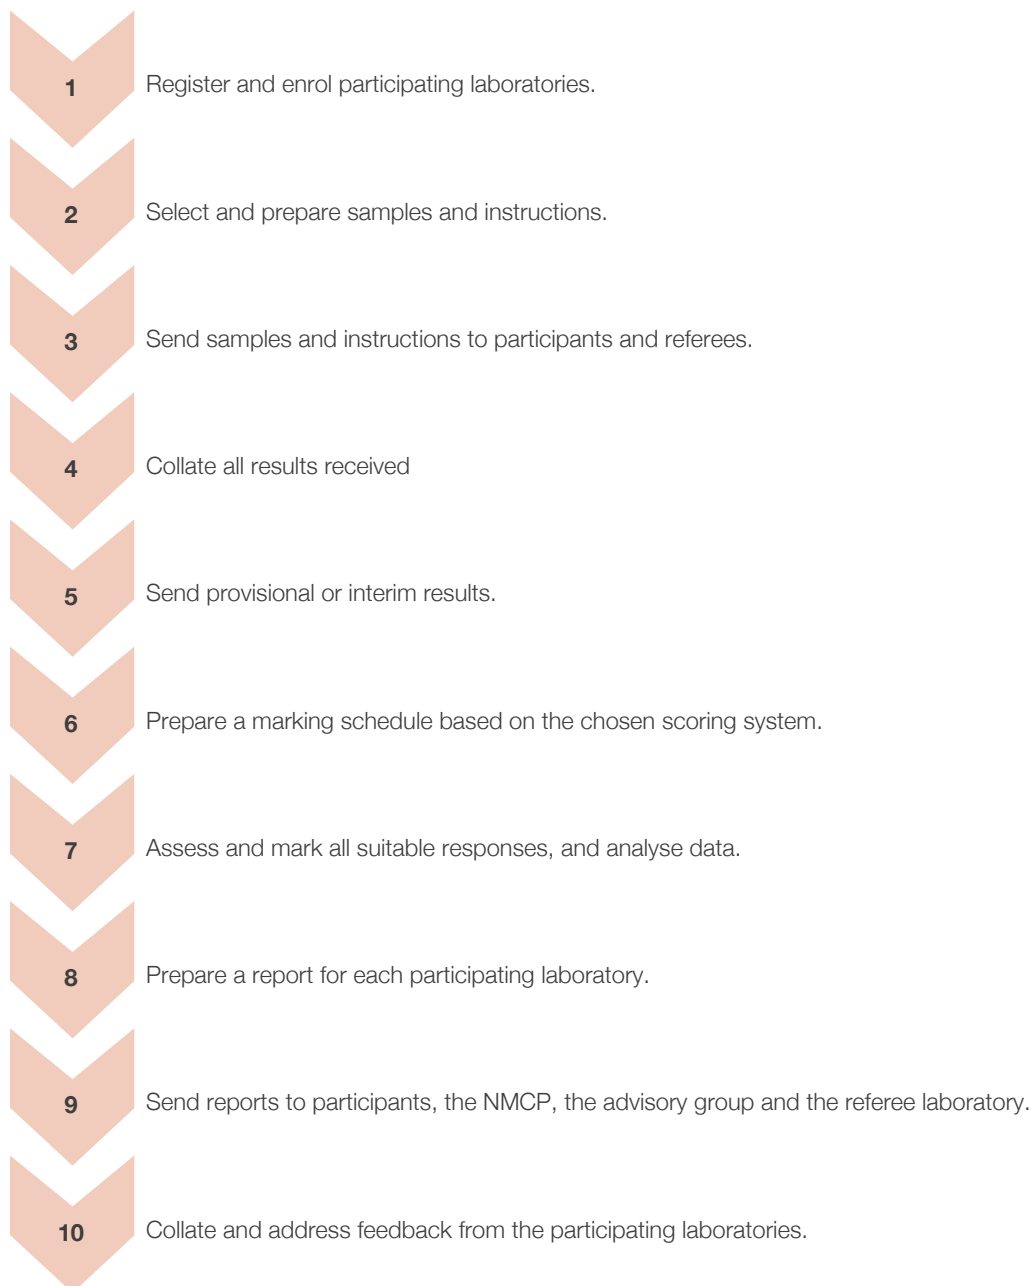 1 Register and enrol participating laboratories.
2 Select and prepare samples and instructions.
3 Send samples and instructions to participants and referees.
4 Collate all results received
5 Send provisional or interim results.
6 Prepare a marking schedule based on the chosen scoring system.
7 Assess and mark all suitable responses, and analyse data.
8 Prepare a report for each participating laboratory.
9 Send reports to participants, the NMCP, the advisory group and the referee laboratory.
10 Collate and address feedback from the participating laboratories.